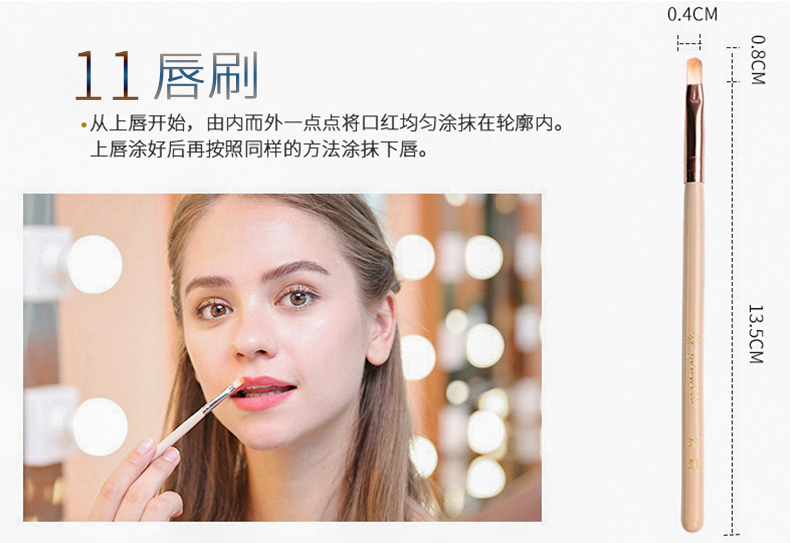 11 唇刷
•从上唇开始，由内而外一点点将口红均匀涂抹在轮廓内。
上唇涂好后再按照同样的方法涂抹下唇。
0.4CM
0.8CM
13.5CM